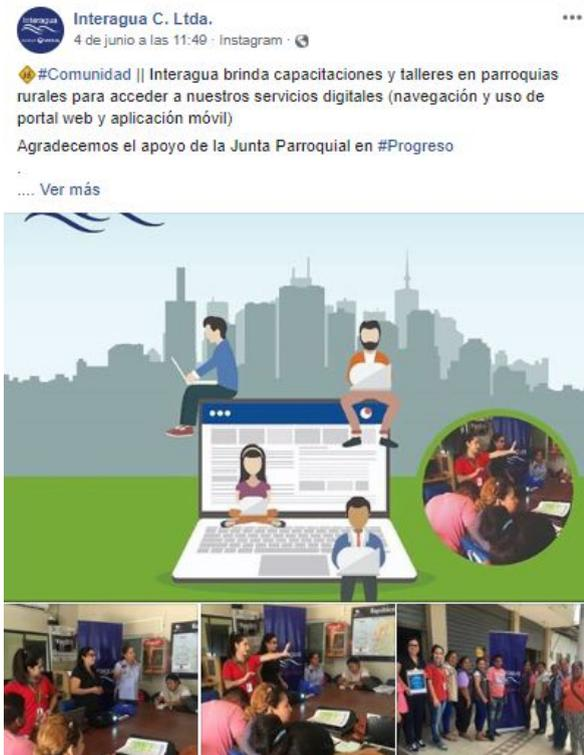 Interagua
Interagua C. Ltda.
4 de junio a las 11:49 · Instagram ·
#Comunidad || Interagua brinda capacitaciones y talleres en parroquias
rurales para acceder a nuestros servicios digitales (navegación y uso de
portal web y aplicación móvil)
Agradecemos el apoyo de la Junta Parroquial en #Progreso
.
.... Ver más